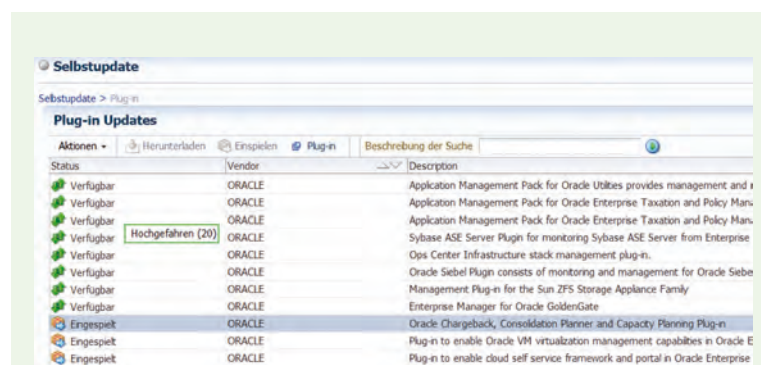 Selbstupdate
Sebstupdate > Plug-in
Plug-in Updates
Aktionen Herunterladen Einspielen Plug-in Beschreibung der Suche
Status Vendor Description
Verfügbar ORACLE Application Management Pack for Oracle Utilities provides management and
Verfügbar ORACLE Application Management Pack for Oracle Enterprise Taxation and Policy Man
Verfügbar ORACLE Application Management Pack for Oracle Enterprise Taxation and Policy Man
Verfügbar Hochgefahren (20) ORACLE Sybase ASE Server Plugin for monitoring Sybase ASE Server from Enterprise
Verfügbar ORACLE Ops Center Infrastructure stack management plug-in.
Verfügbar ORACLE Oracle Siebel Plugin consists of monitoring and management for Oracle Siebe
Verfügbar ORACLE Management Plug-in for the Sun ZFS Storage Appliance Family
Verfügbar ORACLE Enterprise Manager for Oracle GoldenGate
Eingespielt ORACLE Oracle Chargeback, Consolidation Planner and Capacity Planning Plug-in
Eingespielt ORACLE Plug-in to enable Oracle VM virtualization management capabilities in Oracle E
Eingespielt ORACLE Plug-in to enable cloud self service framework and portal in Oracle Enterprise